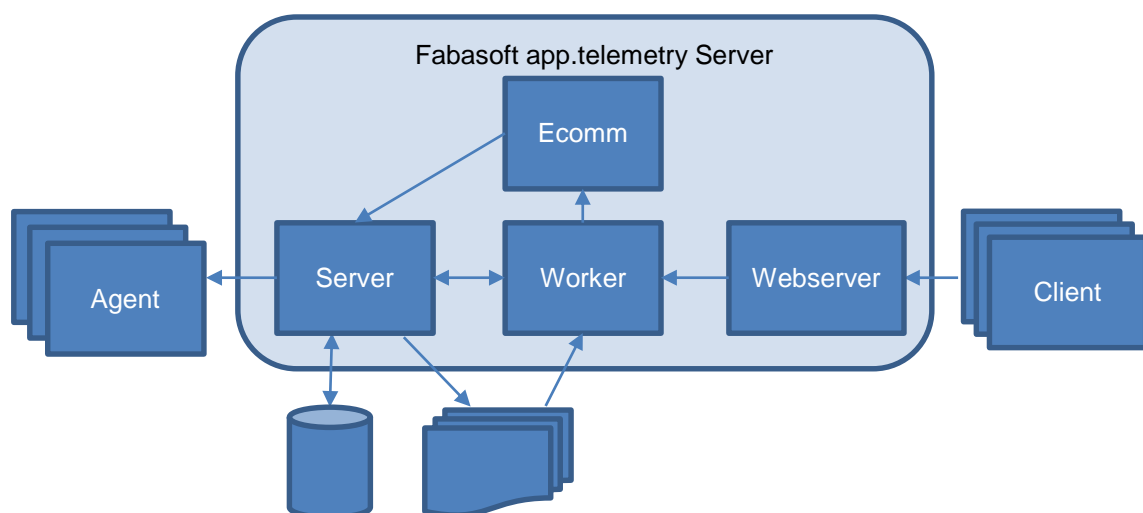 Fabasoft app.telemetry Server
Ecomm
Agent
Server
Worker
Webserver
Client